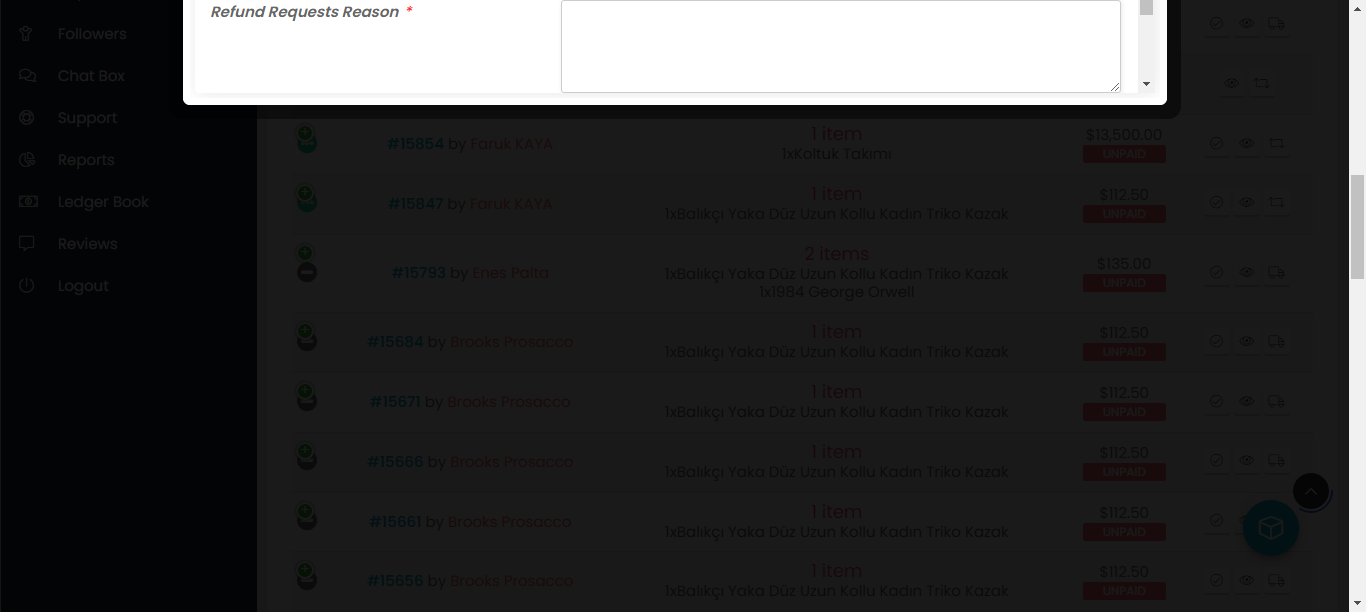 Refund Requests Reason *
Followers
Chat Box
Support
Reports
Ledger Book
Reviews
Logout
#15854 by Faruk KAYA
1 item
1xKoltuk Takımı
$13,500.00
UNPAID
#15847 by Faruk KAYA
1 item
1xBalıkçı Yaka Düz Uzun Kollu Kadın Triko Kazak
$112.50
UNPAID
#15793 by Enes Palta
2 items
1xBalıkçı Yaka Düz Uzun Kollu Kadın Triko Kazak
1x1984 George Orwell
$135.00
UNPAID
#15684 by Brooks Prosacco
1 item
1xBalıkçı Yaka Düz Uzun Kollu Kadın Triko Kazak
$112.50
UNPAID
#15671 by Brooks Prosacco
1 item
1xBalıkçı Yaka Düz Uzun Kollu Kadın Triko Kazak
$112.50
UNPAID
#15666 by Brooks Prosacco
1 item
1xBalıkçı Yaka Düz Uzun Kollu Kadın Triko Kazak
$112.50
UNPAID
#15661 by Brooks Prosacco
1 item
1xBalıkçı Yaka Düz Uzun Kollu Kadın Triko Kazak
$112.50
UNPAID
#15656 by Brooks Prosacco
1 item
1xBalıkçı Yaka Düz Uzun Kollu Kadın Triko Kazak
$112.50
UNPAID